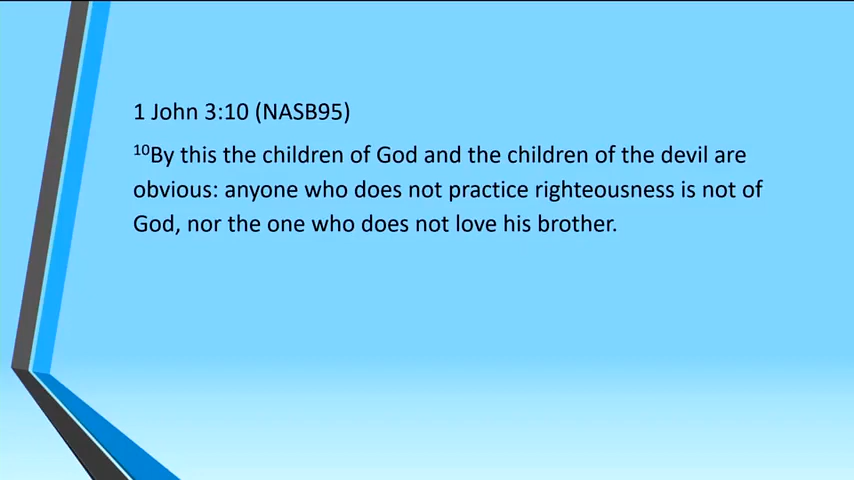 1 John 3:10 (NASB95)
¹⁰By this the children of God and the children of the devil are
obvious: anyone who does not practice righteousness is not of
God, nor the one who does not love his brother.